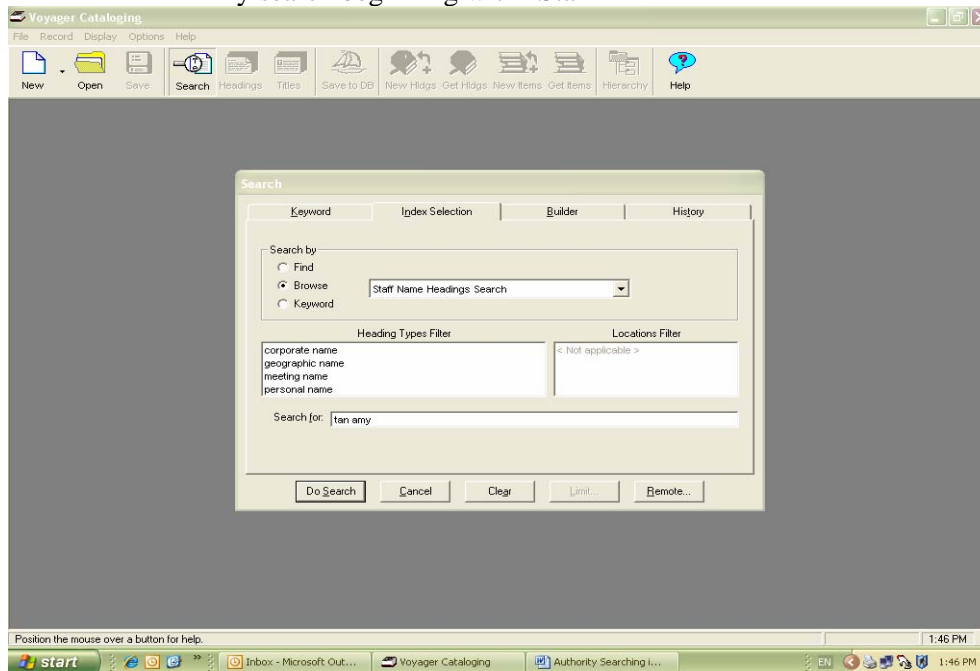 Voyager Cataloging
File Record Display Options Help
New Open Save Search Headings Titles Save to DB New Hldgs Get Hldgs New Items Get Items Hierarchy Help
Search
Keyword Index Selection Builder History
Search by
Find
Browse
Staff Name Headings Search
Keyword
Heading Types Filter Locations Filter
corporate name
< Not applicable >
geographic name
meeting name
personal name
Search for: tan amy
Do Search Cancel Clear Limit... Remote...
Position the mouse over a button for help. 1:46 PM
start Inbox - Microsoft Out... Voyager Cataloging Authority Searching i... EN 1:46 PM